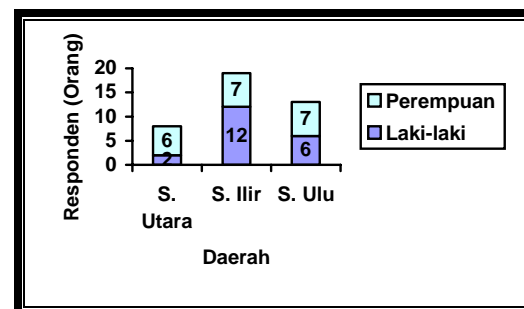 Responden (Orang)
20
15
10
5
0
6
2
7
12
7
6
S. Utara
S. Ilir
S. Ulu
Daerah
Perempuan
Laki-laki